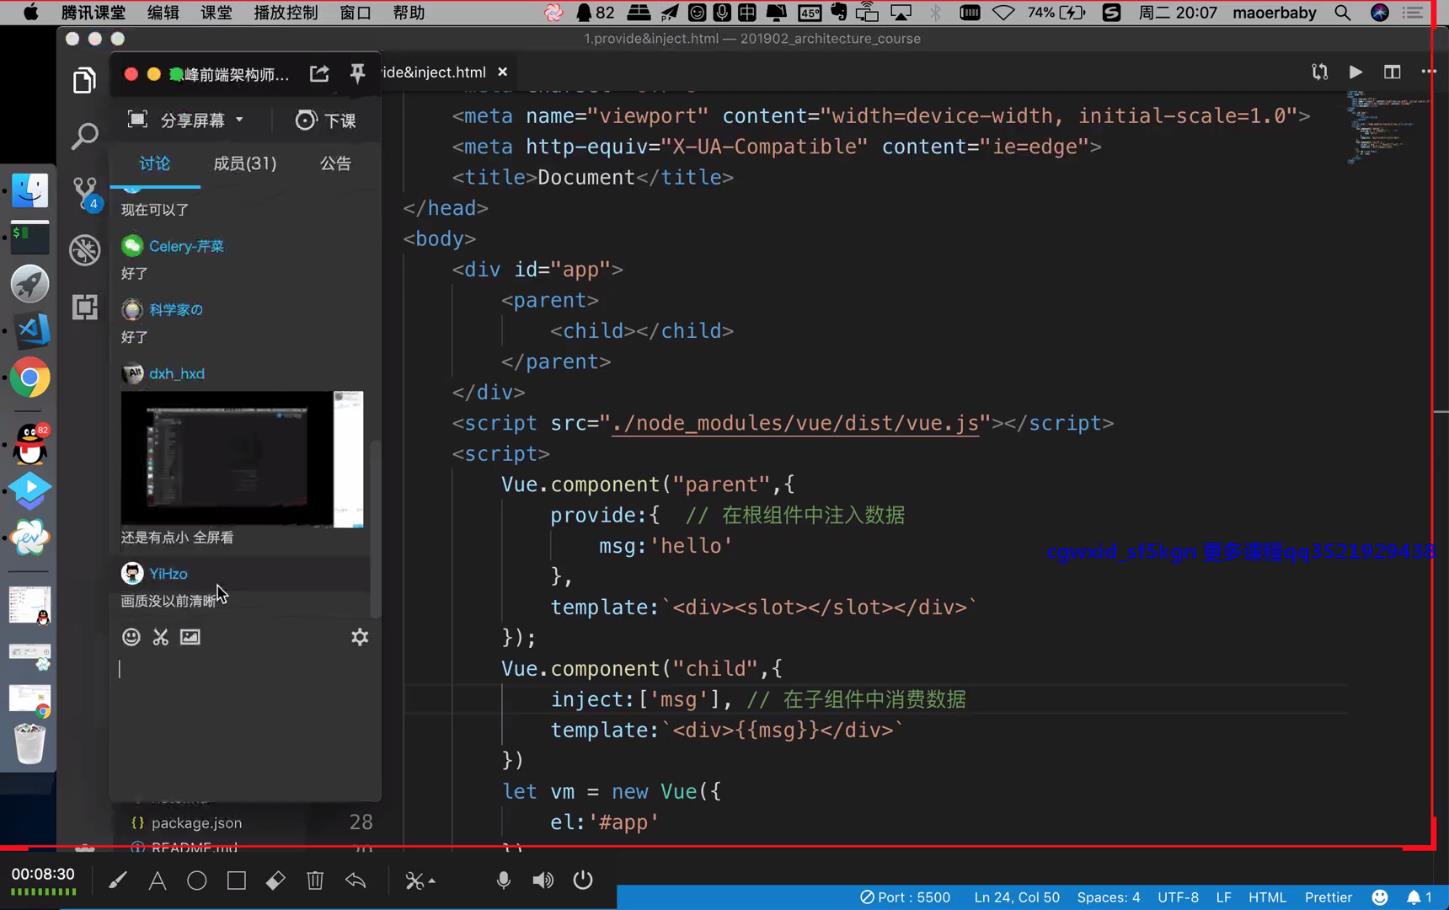 腾讯课堂 编辑 课堂 播放控制 窗口 帮助 82 45° 74% 周二 20:07 maoerbaby
1.provide&inject.html — 201902_architecture_course
峰前端架构师... ide&inject.html
分享屏幕 下课
讨论 成员(31) 公告
现在可以了
Celery-芹菜
好了
科学家の
好了
dxh_hxd
还是有点小 全屏看
YiHzo
画质没以前清晰
4
82
<meta name="viewport" content="width=device-width, initial-scale=1.0">
<meta http-equiv="X-UA-Compatible" content="ie=edge">
<title>Document</title>
</head>
<body>
<div id="app">
<parent>
<child></child>
</parent>
</div>
<script src="./node_modules/vue/dist/vue.js"></script>
<script>
Vue.component("parent",{
provide:{ // 在根组件中注入数据
msg:'hello'
},
template:`<div><slot></slot></div>`
});
Vue.component("child",{
inject:['msg'], // 在子组件中消费数据
template:`<div>{{msg}}</div>`
})
let vm = new Vue({
el:'#app'
cgwxid_sf5kgn 更多课程qq3521929438
{} package.json 28
README.md
00:08:30
Port : 5500 Ln 24, Col 50 Spaces: 4 UTF-8 LF HTML Prettier 1